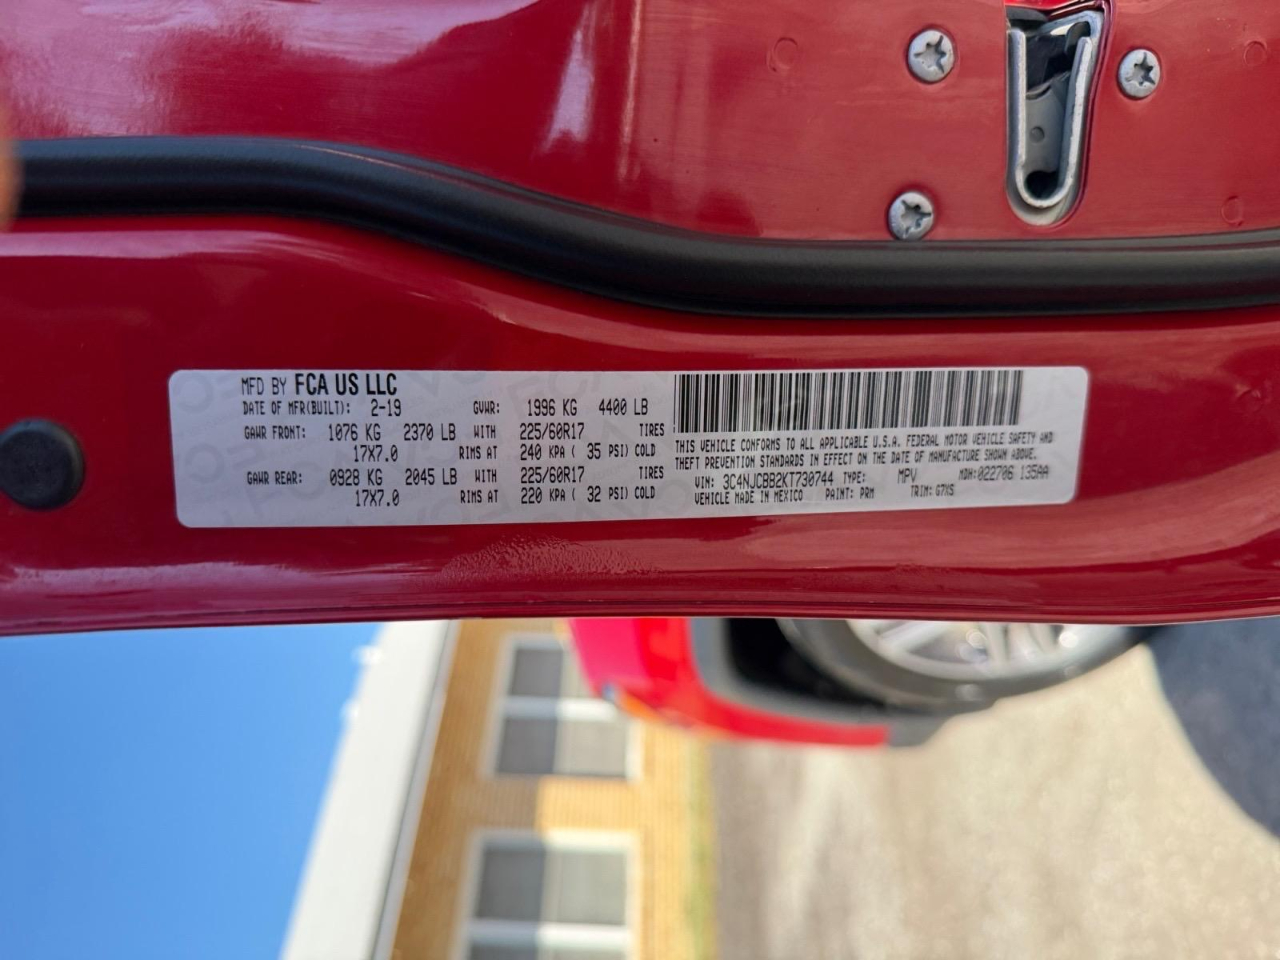 MFD BY FCA US LLC
DATE OF MFR(BUILT): 2-19 GVWR: 1996 KG 4400 LB
GAWR FRONT: 1076 KG 2370 LB WITH 225/60R17 TIRES
17X7.0 RIMS AT 240 KPA ( 35 PSI) COLD
GAWR REAR: 0928 KG 2045 LB WITH 225/60R17 TIRES
17X7.0 RIMS AT 220 KPA ( 32 PSI) COLD
THIS VEHICLE CONFORMS TO ALL APPLICABLE U.S.A. FEDERAL MOTOR VEHICLE SAFETY AND
THEFT PREVENTION STANDARDS IN EFFECT ON THE DATE OF MANUFACTURE SHOWN ABOVE.
VIN: 3C4NJCBB2KT730744 TYPE: MPV MDH:022706 135AA
VEHICLE MADE IN MEXICO PAINT: PRM TRIM: G7XS